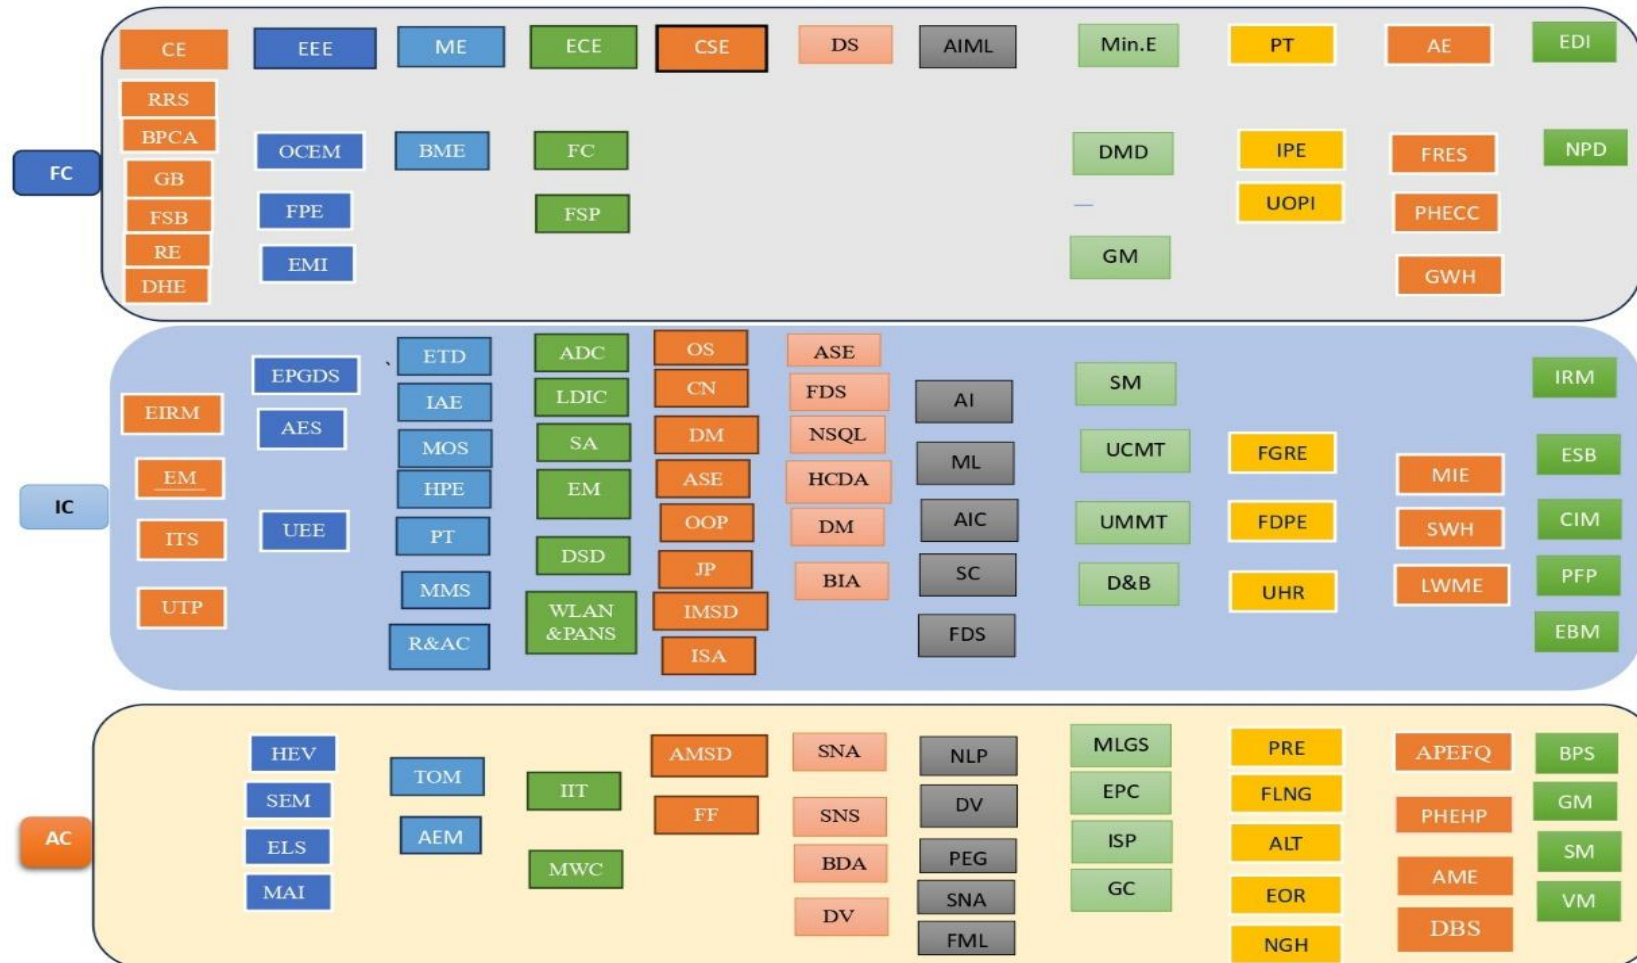 CE
EEE
ME
ECE
CSE
DS
AIML
Min.E
PT
AE
EDI
FC
RRS
BPCA
GB
FSB
RE
DHE
OCEM
FPE
EMI
BME
FC
FSP
DMD
—
GM
IPE
UOPI
FRES
PHECC
GWH
NPD
IC
EIRM
EM
ITS
UTP
EPGDS
AES
UEE
ETD
IAE
MOS
HPE
PT
MMS
R&AC
ADC
LDIC
SA
EM
DSD
WLAN
&PANS
OS
CN
DM
ASE
OOP
JP
IMSD
ISA
ASE
FDS
NSQL
HCDA
DM
BIA
AI
ML
AIC
SC
FDS
SM
UCMT
UMMT
D&B
FGRE
FDPE
UHR
MIE
SWH
LWME
IRM
ESB
CIM
PFP
EBM
AC
HEV
SEM
ELS
MAI
TOM
AEM
IIT
MWC
AMSD
FF
SNA
SNS
BDA
DV
NLP
DV
PEG
SNA
FML
MLGS
EPC
ISP
GC
PRE
FLNG
ALT
EOR
NGH
APEFQ
PHEHP
AME
DBS
BPS
GM
SM
VM